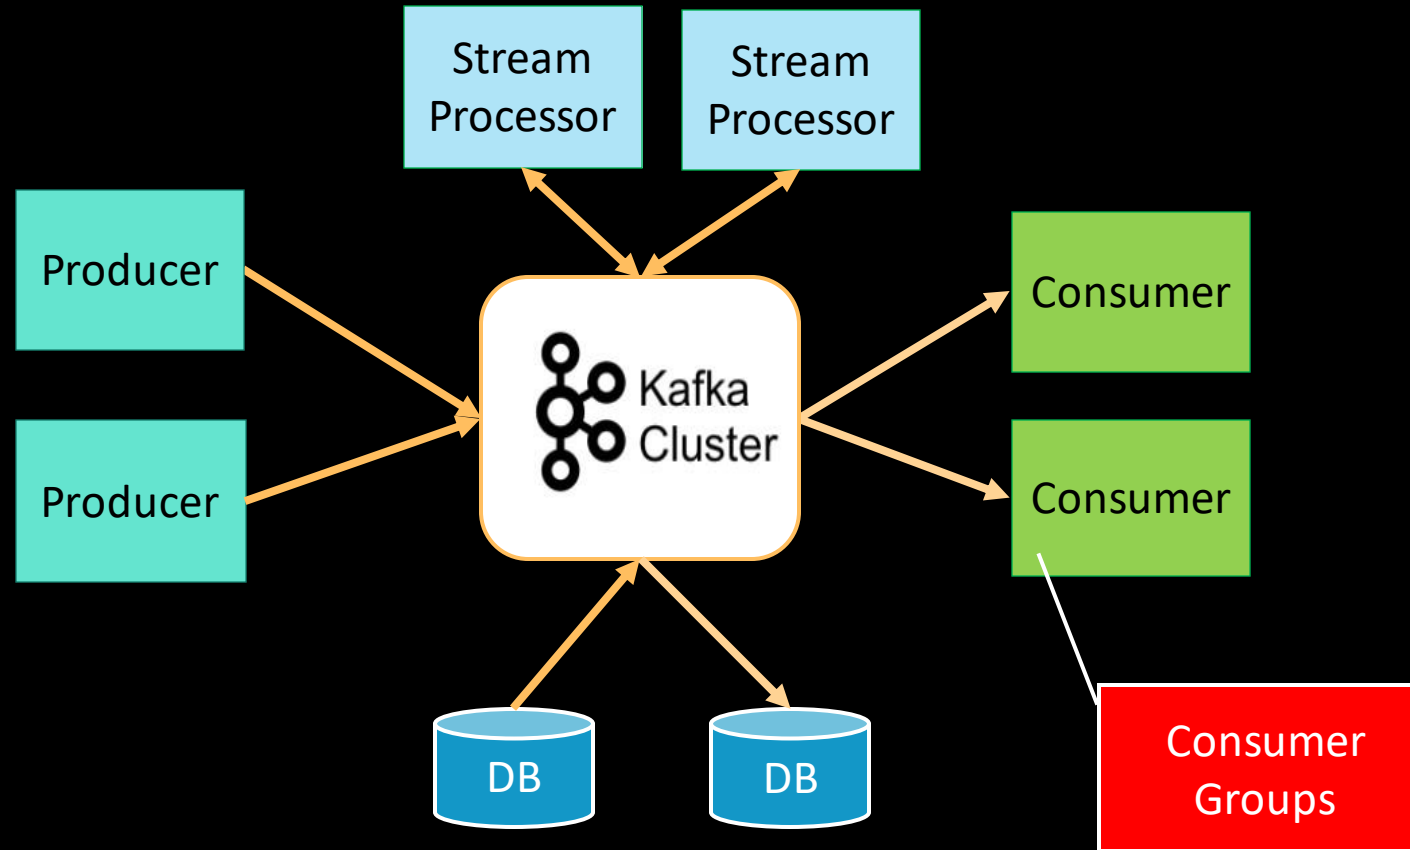 Stream
Processor
Stream
Processor
Producer
Consumer
Kafka
Cluster
Producer
Consumer
DB
DB
Consumer
Groups